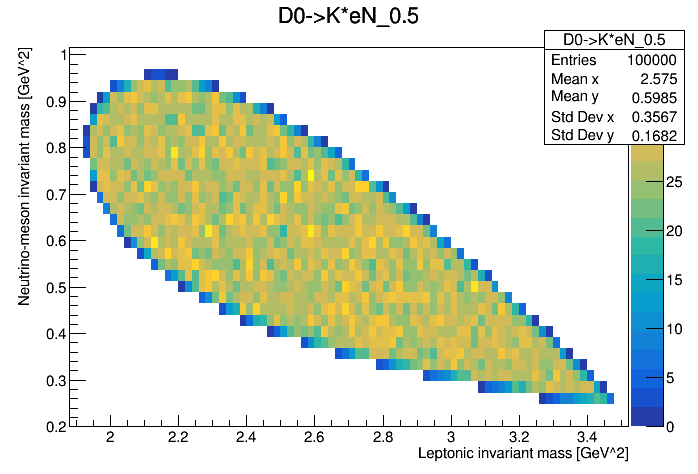 D0->K*eN_0.5
D0->K*eN_0.5
Entries 100000
Mean x 2.575
Mean y 0.5985
Std Dev x 0.3567
Std Dev y 0.1682
Neutrino-meson invariant mass [GeV^2]
1
0.9
0.8
0.7
0.6
0.5
0.4
0.3
0.2
25
20
15
10
5
0
2 2.2 2.4 2.6 2.8 3 3.2 3.4
Leptonic invariant mass [GeV^2]